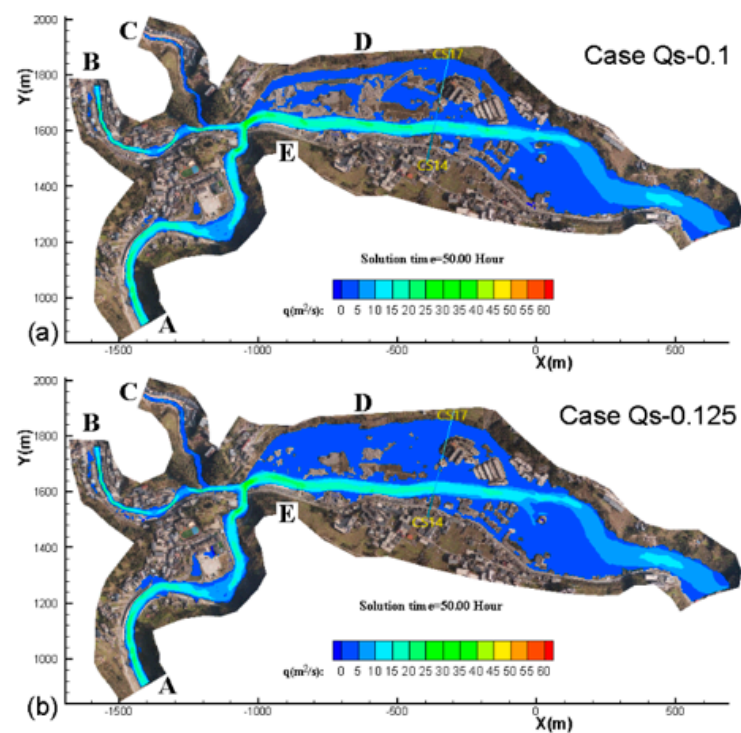 2000
1800
1600
1400
1200
1000
Y(m)
C
B
D
CS17
Case Qs-0.1
E
CS14
A
Solution time=50.00 Hour
q(m²/s): 0 5 10 15 20 25 30 35 40 45 50 55 60
(a)
-1500 -1000 -500 0 500
X(m)
2000
1800
1600
1400
1200
1000
Y(m)
C
B
D
CS17
Case Qs-0.125
E
CS14
A
Solution time=50.00 Hour
q(m²/s): 0 5 10 15 20 25 30 35 40 45 50 55 60
(b)
-1500 -1000 -500 0 500
X(m)